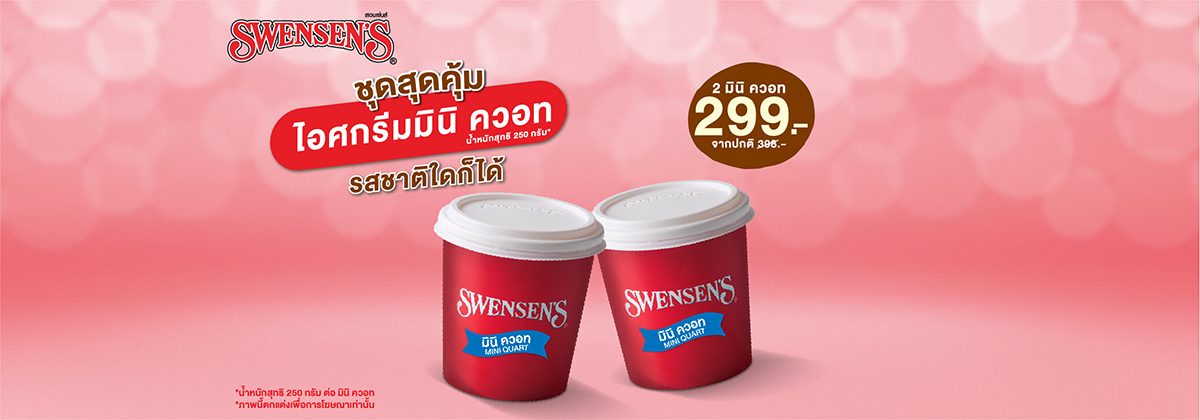 สเวนเซ่นส์
SWENSEN'S®
ชุดสุดคุ้ม
ไอศกรีมมินิ ควอท
น้ำหนักสุทธิ 250 กรัม*
รสชาติใดก็ได้
2 มินิ ควอท
299.-
จากปกติ 398.-
SWENSEN'S®
มินิ ควอท
MINI QUART
SWENSEN'S®
มินิ ควอท
MINI QUART
*น้ำหนักสุทธิ 250 กรัม ต่อ มินิ ควอท
*ภาพนี้ตกแต่งเพื่อการโฆษณาเท่านั้น